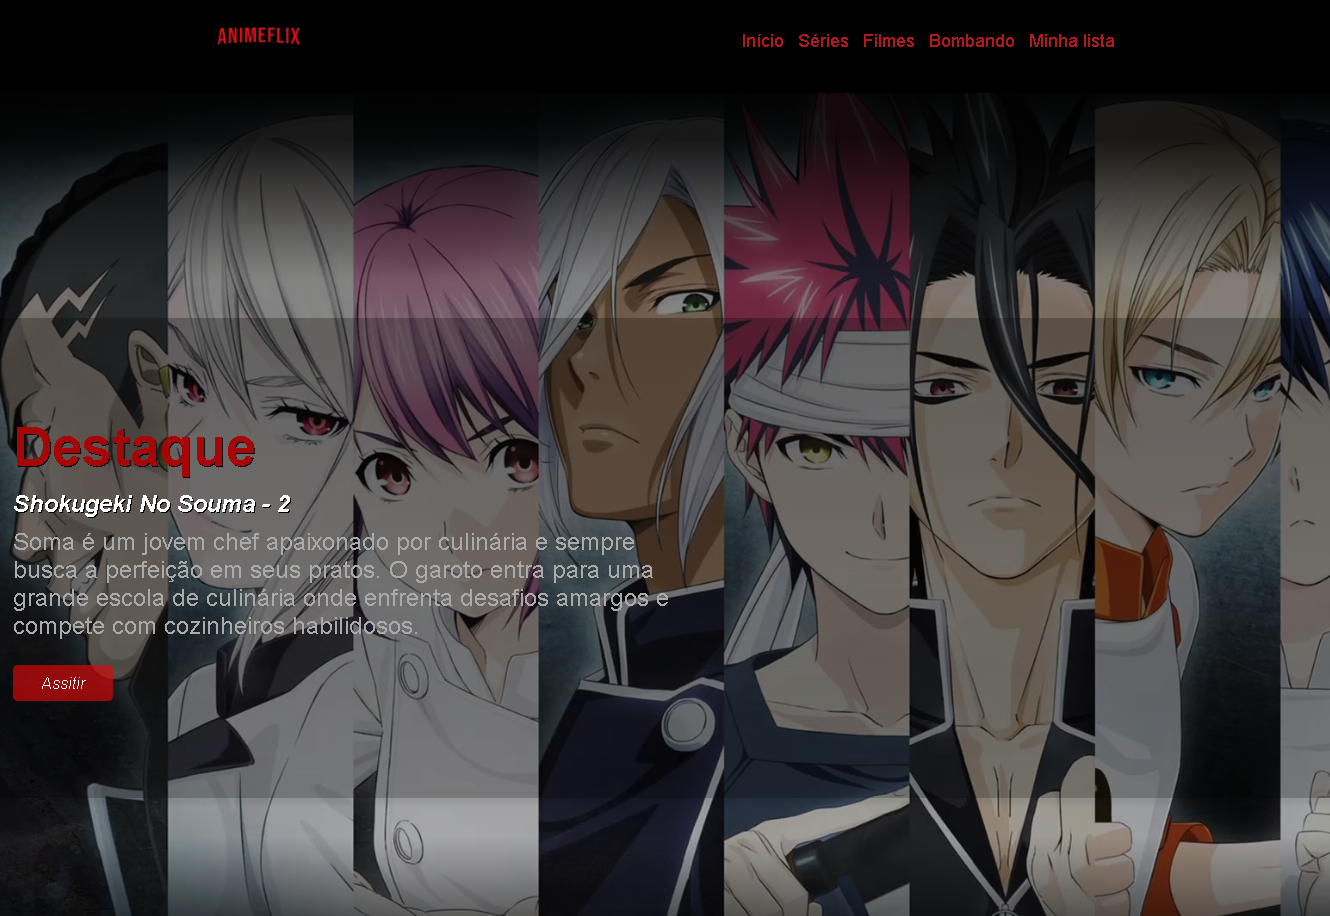 ANIMEFLIX
Início Séries Filmes Bombando Minha lista
Destaque
Shokugeki No Souma - 2
Soma é um jovem chef apaixonado por culinária e sempre
busca a perfeição em seus pratos. O garoto entra para uma
grande escola de culinária onde enfrenta desafios amargos e
compete com cozinheiros habilidosos.
Assitir